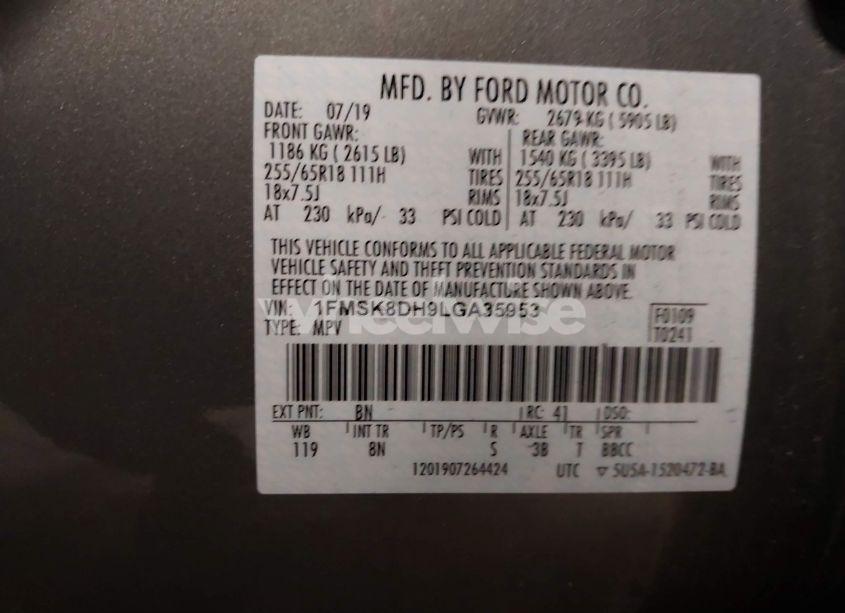 MFD. BY FORD MOTOR CO.
DATE: 07/19 GVWR: 2679 KG ( 5905 LB)
FRONT GAWR: REAR GAWR:
1186 KG ( 2615 LB) WITH 1540 KG ( 3395 LB) WITH
255/65R18 111H TIRES 255/65R18 111H TIRES
18x7.5J RIMS 18x7.5J RIMS
AT 230 kPa/ 33 PSI COLD AT 230 kPa/ 33 PSI COLD
THIS VEHICLE CONFORMS TO ALL APPLICABLE FEDERAL MOTOR
VEHICLE SAFETY AND THEFT PREVENTION STANDARDS IN
EFFECT ON THE DATE OF MANUFACTURE SHOWN ABOVE.
VIN: 1FMSK8DH9LGA35953 F0109
wheelwise
TYPE: MPV T0241
EXT PNT: BN RC: 41 DSO:
WB INT TR TP/PS R AXLE TR SPR
119 8N S 3B T BBCC
1201907264424 UTC ▽ 5U5A-1520472-BA